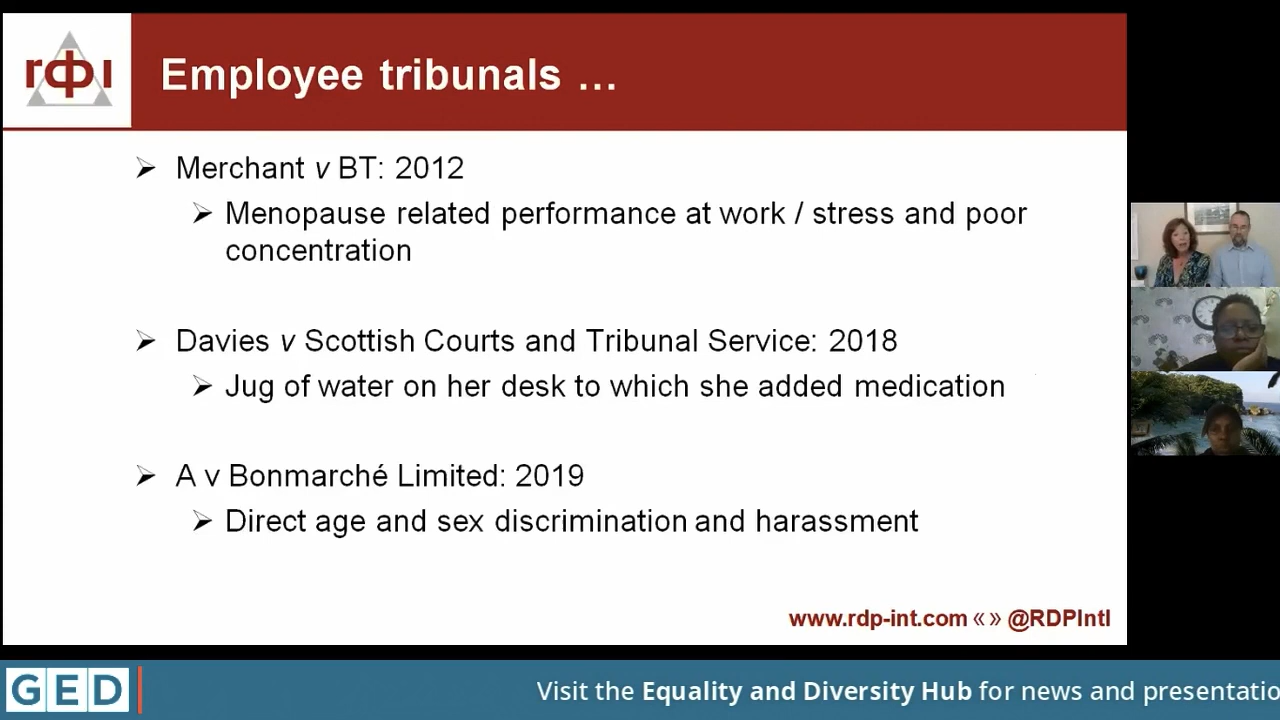 rφı
Employee tribunals …
➢ Merchant v BT: 2012
➢ Menopause related performance at work / stress and poor
concentration
➢ Davies v Scottish Courts and Tribunal Service: 2018
➢ Jug of water on her desk to which she added medication
➢ A v Bonmarché Limited: 2019
➢ Direct age and sex discrimination and harassment
www.rdp-int.com «» @RDPIntl
GED
Visit the Equality and Diversity Hub for news and presentatio